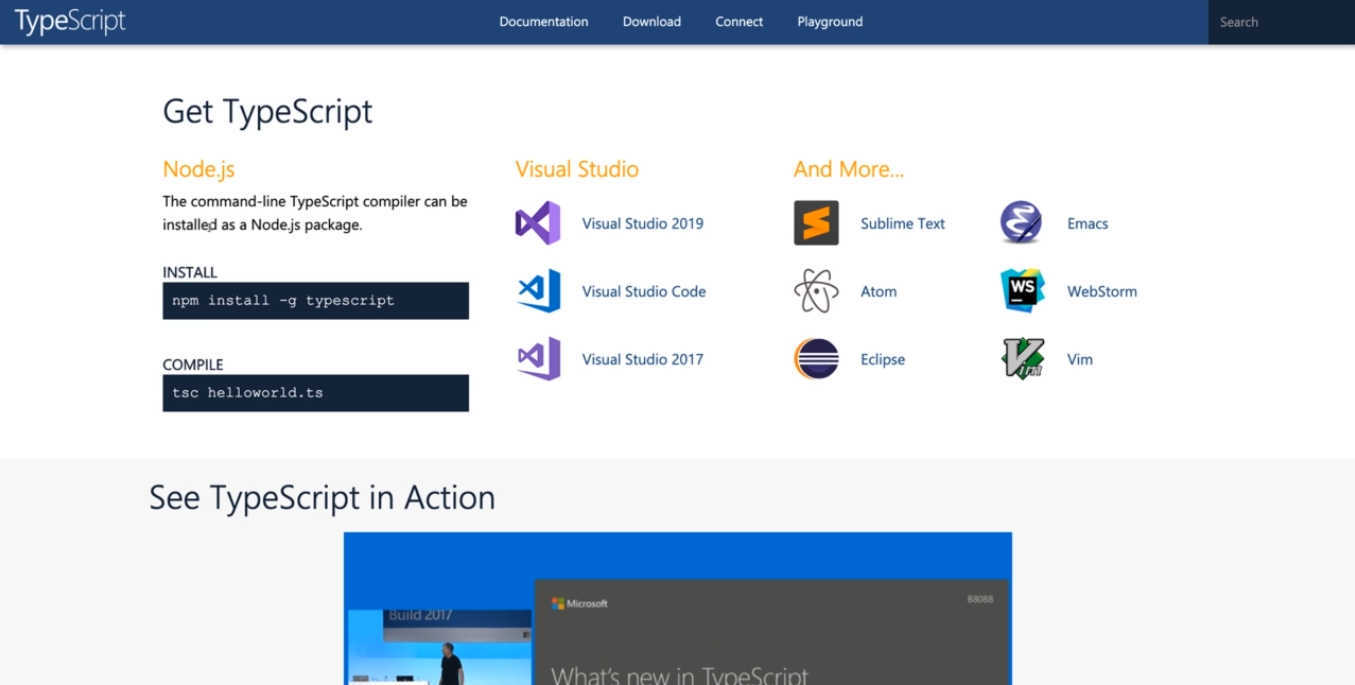 TypeScript
Documentation
Download
Connect
Playground
Search
Get TypeScript
Node.js
The command-line TypeScript compiler can be
installed as a Node.js package.
INSTALL
npm install -g typescript
COMPILE
tsc helloworld.ts
Visual Studio
Visual Studio 2019
Visual Studio Code
Visual Studio 2017
And More...
Sublime Text
Atom
Eclipse
Emacs
WS
WebStorm
Vim
Vim
See TypeScript in Action
Build 2017
Microsoft
B8088
What's new in TypeScript